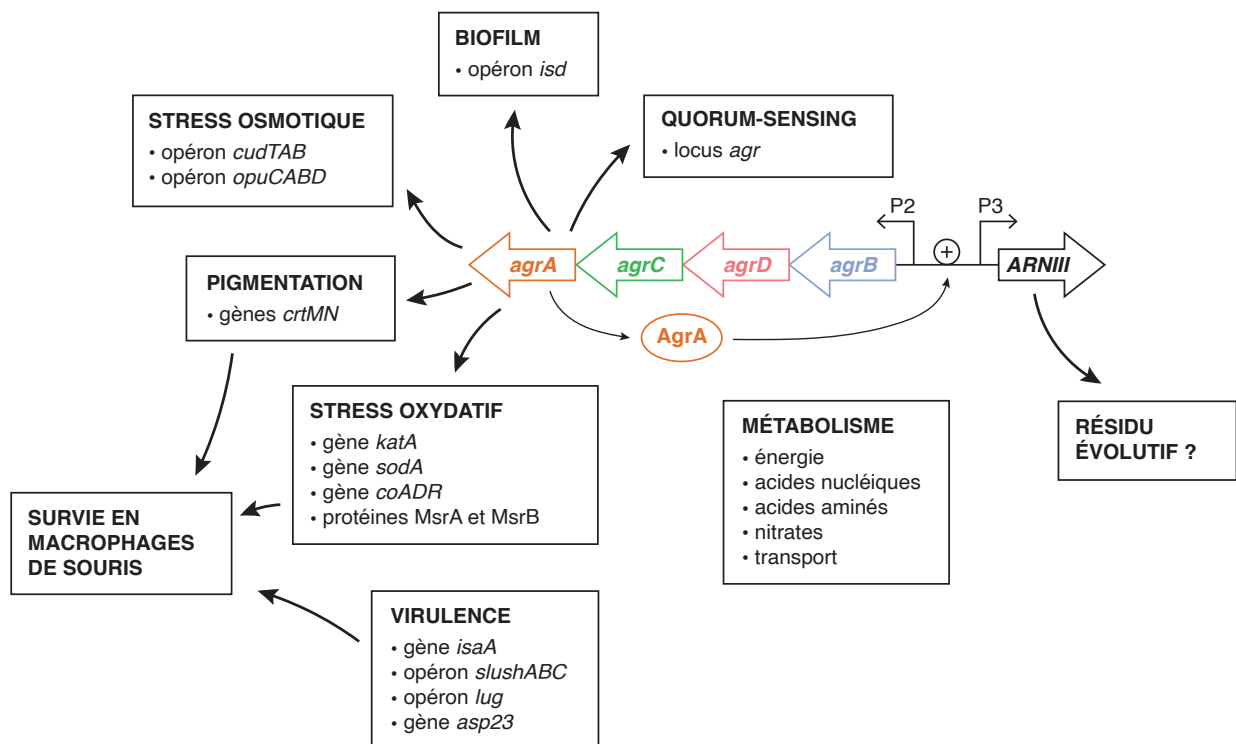 BIOFILM
• opéron isd
STRESS OSMOTIQUE
• opéron cudTAB
• opéron opuCABD
QUORUM-SENSING
• locus agr
P2
P3
+
agrA
agrC
agrD
agrB
ARNIII
PIGMENTATION
• gènes crtMN
AgrA
STRESS OXYDATIF
• gène katA
• gène sodA
• gène coADR
• protéines MsrA et MsrB
MÉTABOLISME
• énergie
• acides nucléiques
• acides aminés
• nitrates
• transport
RÉSIDU
ÉVOLUTIF ?
SURVIE EN
MACROPHAGES
DE SOURIS
VIRULENCE
• gène isaA
• opéron slushABC
• opéron lug
• gène asp23